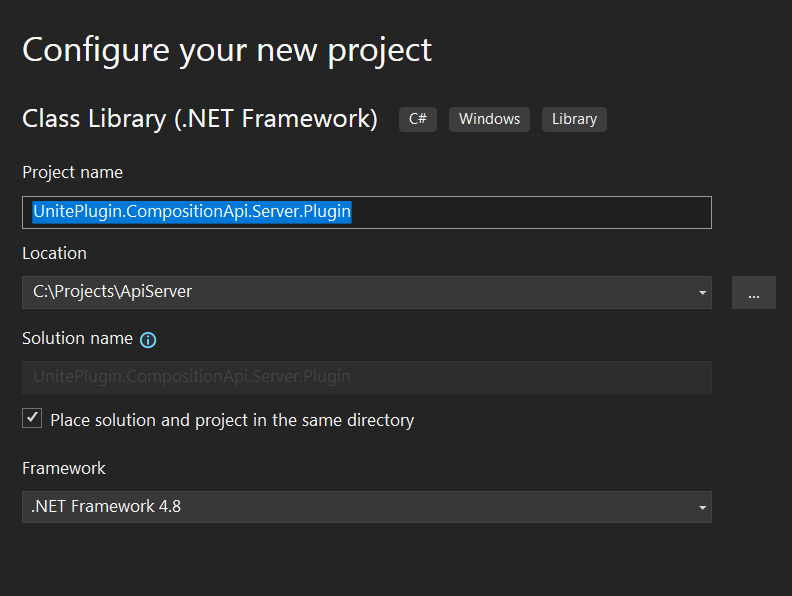 Configure your new project
Class Library (.NET Framework) C# Windows Library
Project name
UnitePlugin.CompositionApi.Server.Plugin
Location
C:\Projects\ApiServer
...
Solution name
UnitePlugin.CompositionApi.Server.Plugin
Place solution and project in the same directory
Framework
.NET Framework 4.8